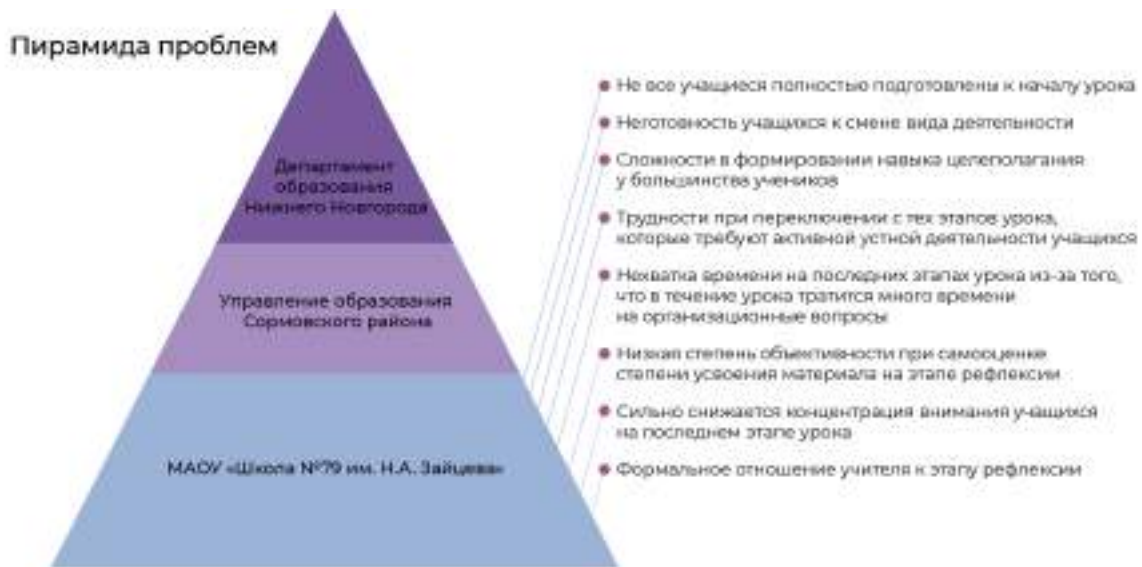 Пирамида проблем
Департамент
образования
Нижнего Новгорода
Управление образования
Сормовского района
МАОУ «Школа №79 им. Н.А. Зайцева»
Не все учащиеся полностью подготовлены к началу урока
Неготовность учащихся к смене вида деятельности
Сложности в формировании навыка целеполагания
у большинства учеников
Трудности при переключении с тех этапов урока,
которые требуют активной устной деятельности учащихся
Нехватка времени на последних этапах урока из-за того,
что в течение урока тратится много времени
на организационные вопросы
Низкая степень объективности при самооценке
степени усвоения материала на этапе рефлексии
Сильно снижается концентрация внимания учащихся
на последнем этапе урока
Формальное отношение учителя к этапу рефлексии